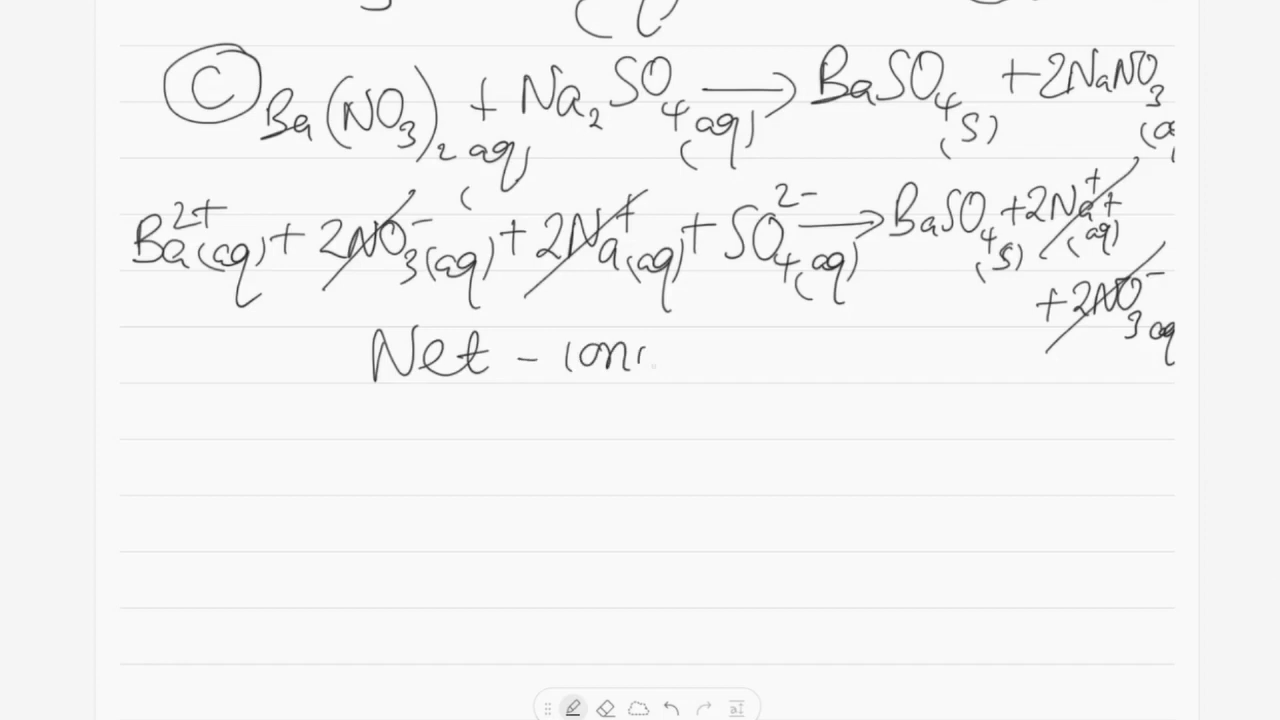 C Ba(NO₃)₂(aq) + Na₂SO₄(aq) → BaSO₄(s) + 2NaNO₃(a
Ba²⁺(aq) + 2NO₃⁻(aq) + 2Na⁺(aq) + SO₄²⁻(aq) → BaSO₄(s) + 2Na⁺(aq)
+ 2NO₃⁻aq
Net - ioni